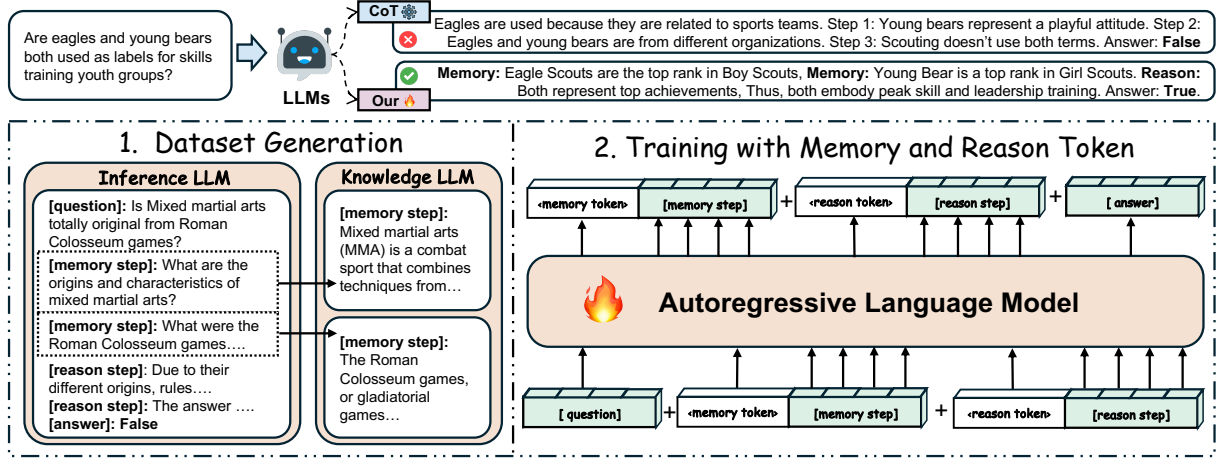 Are eagles and young bears
both used as labels for skills
training youth groups?
LLMs
CoT
Eagles are used because they are related to sports teams. Step 1: Young bears represent a playful attitude. Step 2:
Eagles and young bears are from different organizations. Step 3: Scouting doesn't use both terms. Answer: False
Our
Memory: Eagle Scouts are the top rank in Boy Scouts, Memory: Young Bear is a top rank in Girl Scouts. Reason:
Both represent top achievements, Thus, both embody peak skill and leadership training. Answer: True.
1. Dataset Generation
Inference LLM
[question]: Is Mixed martial arts
totally original from Roman
Colosseum games?
[memory step]: What are the
origins and characteristics of
mixed martial arts?
[memory step]: What were the
Roman Colosseum games....
[reason step]: Due to their
different origins, rules....
[reason step]: The answer ....
[answer]: False
Knowledge LLM
[memory step]:
Mixed martial arts
(MMA) is a combat
sport that combines
techniques from...
[memory step]:
The Roman
Colosseum games,
or gladiatorial
games...
2. Training with Memory and Reason Token
<memory token> [memory step] + <reason token> [reason step] + [ answer]
Autoregressive Language Model
[ question] + <memory token> [memory step] + <reason token> [reason step]